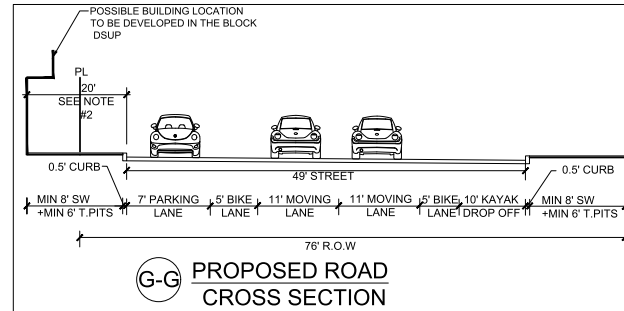 POSSIBLE BUILDING LOCATION
TO BE DEVELOPED IN THE BLOCK
DSUP
PL
20'
SEE NOTE
#2
0.5' CURB
49' STREET
0.5' CURB
MIN 8' SW
+MIN 6' T.PITS
7' PARKING
LANE
5' BIKE
LANE
11' MOVING
LANE
11' MOVING
LANE
5' BIKE
LANE
10' KAYAK
DROP OFF
MIN 8' SW
+MIN 6' T.PITS
76' R.O.W
G-G
PROPOSED ROAD
CROSS SECTION